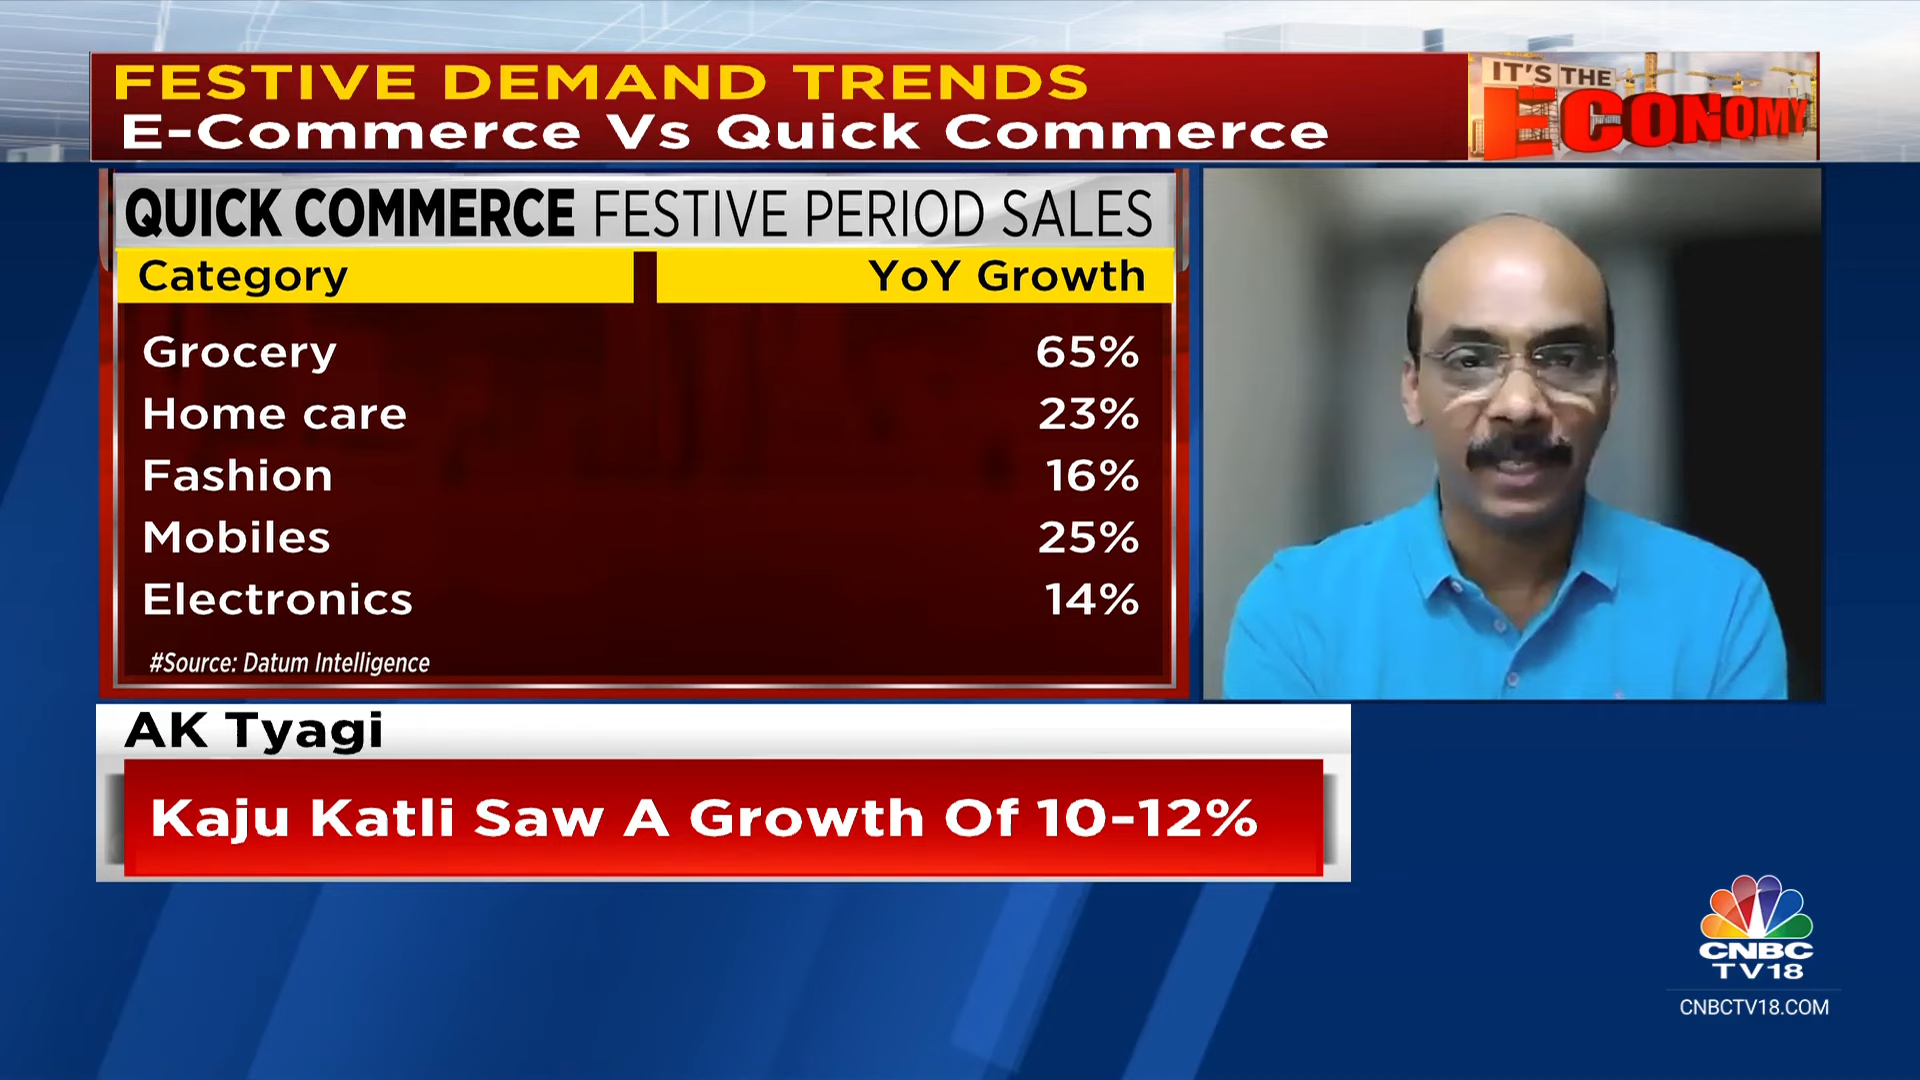 FESTIVE DEMAND TRENDS
E-Commerce Vs Quick Commerce
IT'S THE
ECONOMY
QUICK COMMERCE FESTIVE PERIOD SALES
Category YoY Growth
Grocery 65%
Home care 23%
Fashion 16%
Mobiles 25%
Electronics 14%
#Source: Datum Intelligence
AK Tyagi
Kaju Katli Saw A Growth Of 10-12%
CNBC
TV18
CNBCTV18.COM